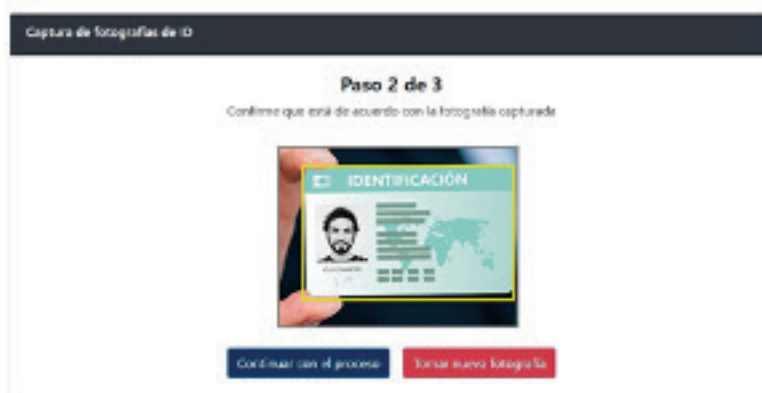 Captura de fotografías de ID
Paso 2 de 3
Confirme que está de acuerdo con la fotografía capturada
IDENTIFICACIÓN
Continuar con el proceso
Tomar nueva fotografía